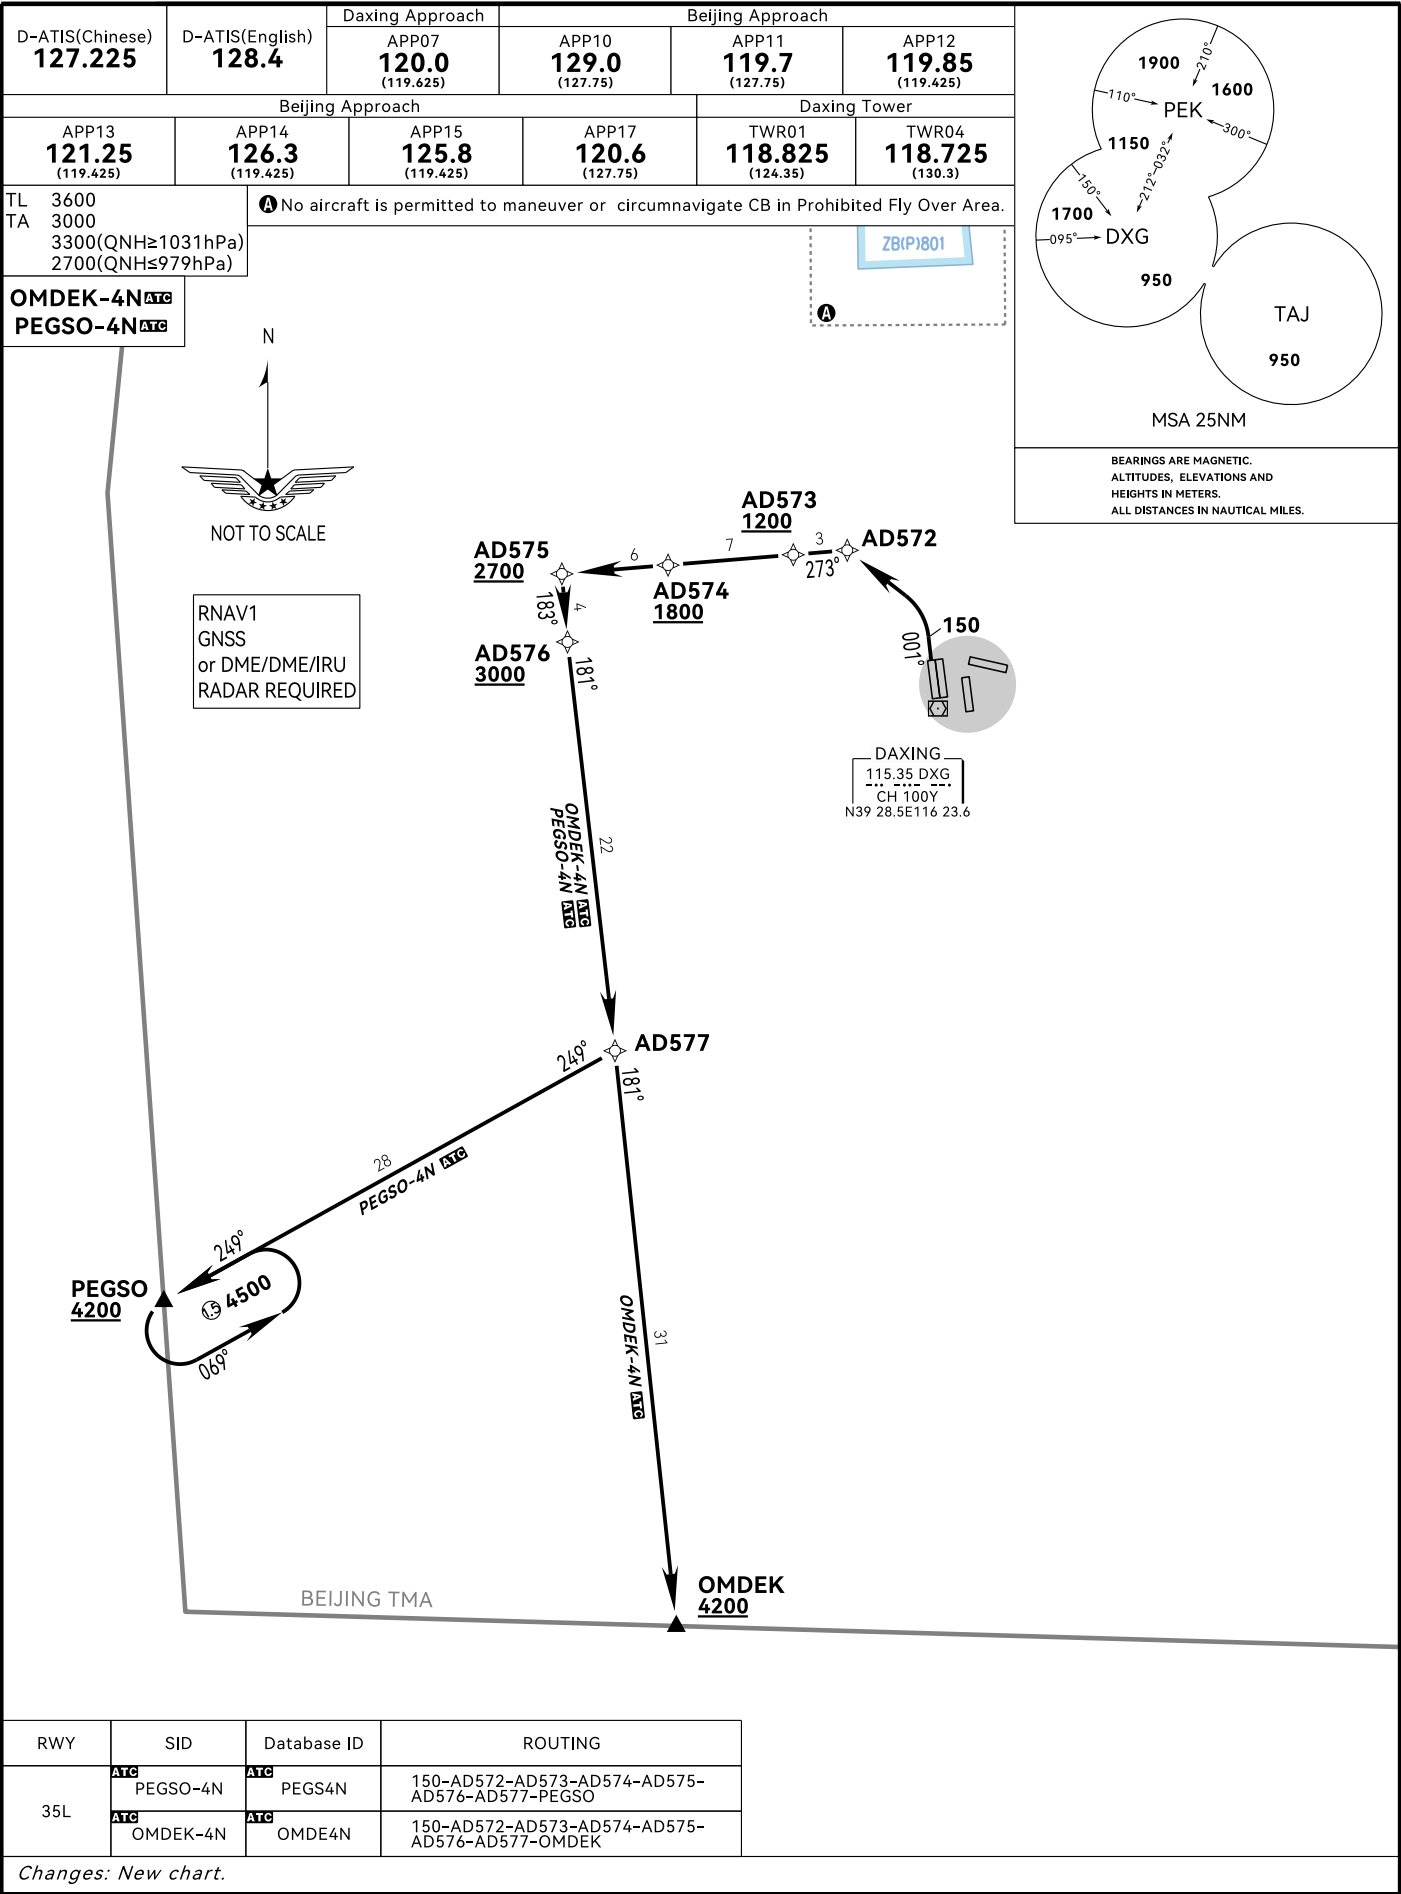 D-ATIS(Chinese)
127.225
D-ATIS(English)
128.4
Daxing Approach
APP07
120.0
(119.625)
Beijing Approach
APP10
129.0
(127.75)
APP11
119.7
(127.75)
APP12
119.85
(119.425)
Beijing Approach
APP13
121.25
(119.425)
APP14
126.3
(119.425)
APP15
125.8
(119.425)
APP17
120.6
(127.75)
Daxing Tower
TWR01
118.825
(124.35)
TWR04
118.725
(130.3)
TL 3600
TA 3000
3300(QNH≥1031hPa)
2700(QNH≤979hPa)
A No aircraft is permitted to maneuver or circumnavigate CB in Prohibited Fly Over Area.
OMDEK-4N ATC
PEGSO-4N ATC
ZB(P)801
A
1900
210°
1600
110°
PEK
300°
1150
212°-032°
150°
1700
095°
DXG
950
TAJ
950
MSA 25NM
BEARINGS ARE MAGNETIC.
ALTITUDES, ELEVATIONS AND
HEIGHTS IN METERS.
ALL DISTANCES IN NAUTICAL MILES.
N
NOT TO SCALE
RNAV1
GNSS
or DME/DME/IRU
RADAR REQUIRED
AD573
1200
AD572
3
273°
7
AD575
2700
6
AD574
1800
183°
4
AD576
3000
181°
150
001°
DAXING
115.35 DXG
CH 100Y
N39 28.5E116 23.6
OMDEK-4N ATC
PEGSO-4N ATC
22
AD577
249°
181°
28
PEGSO-4N ATC
249°
PEGSO
4200
1.5 4500
069°
OMDEK-4N ATC
31
OMDEK
4200
BEIJING TMA
RWY SID Database ID ROUTING
35L
ATC PEGSO-4N
ATC PEGS4N
150-AD572-AD573-AD574-AD575-
AD576-AD577-PEGSO
ATC OMDEK-4N
ATC OMDE4N
150-AD572-AD573-AD574-AD575-
AD576-AD577-OMDEK
Changes: New chart.